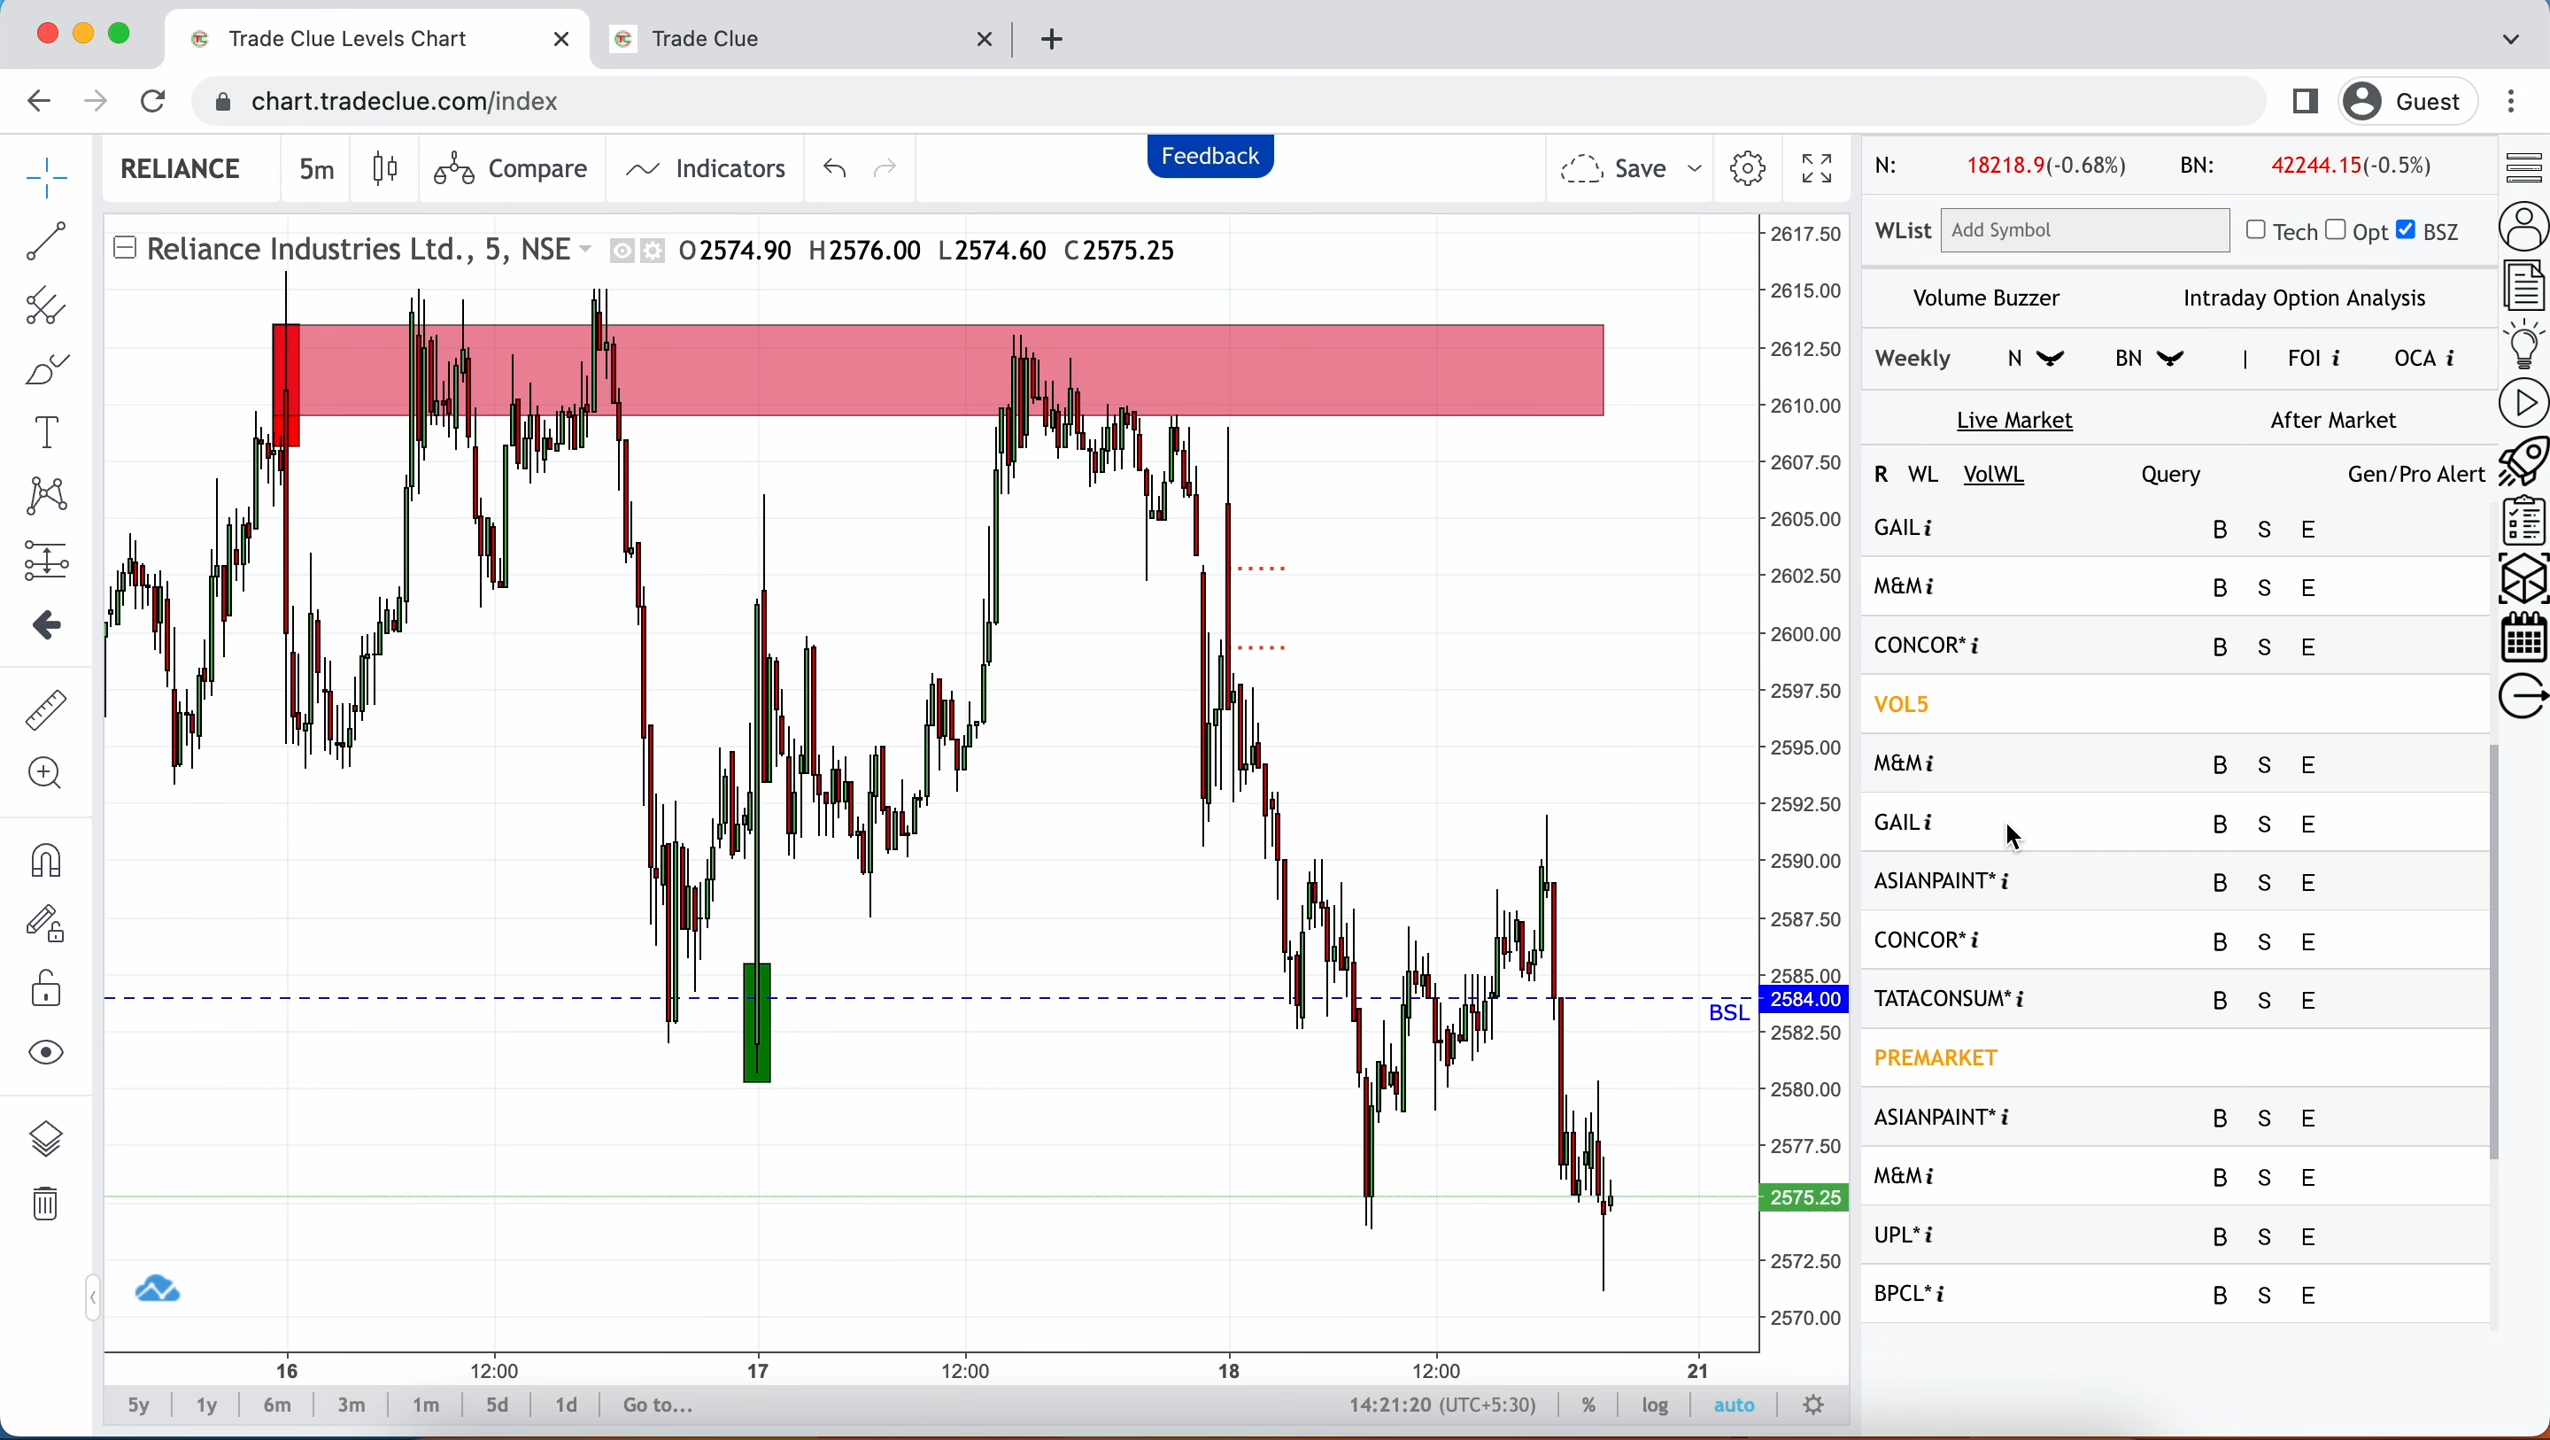 Trade Clue Levels Chart
Trade Clue
chart.tradeclue.com/index
Guest
RELIANCE 5m Compare Indicators
Feedback
Save
Reliance Industries Ltd., 5, NSE O2574.90 H2576.00 L2574.60 C2575.25
2617.50
2615.00
2612.50
2610.00
2607.50
2605.00
2602.50
2600.00
2597.50
2595.00
2592.50
2590.00
2587.50
2585.00
2584.00
BSL
2582.50
2580.00
2577.50
2575.25
2572.50
2570.00
16 12:00 17 12:00 18 12:00 21
5y 1y 6m 3m 1m 5d 1d Go to... 14:21:20 (UTC+5:30) % log auto
N: 18218.9(-0.68%) BN: 42244.15(-0.5%)
WList Add Symbol Tech Opt BSZ
Volume Buzzer Intraday Option Analysis
Weekly N BN | FOI i OCA i
Live Market After Market
R WL VolWL Query Gen/Pro Alert
GAIL i B S E
M&M i B S E
CONCOR* i B S E
VOL5
M&M i B S E
GAIL i B S E
ASIANPAINT* i B S E
CONCOR* i B S E
TATACONSUM* i B S E
PREMARKET
ASIANPAINT* i B S E
M&M i B S E
UPL* i B S E
BPCL* i B S E